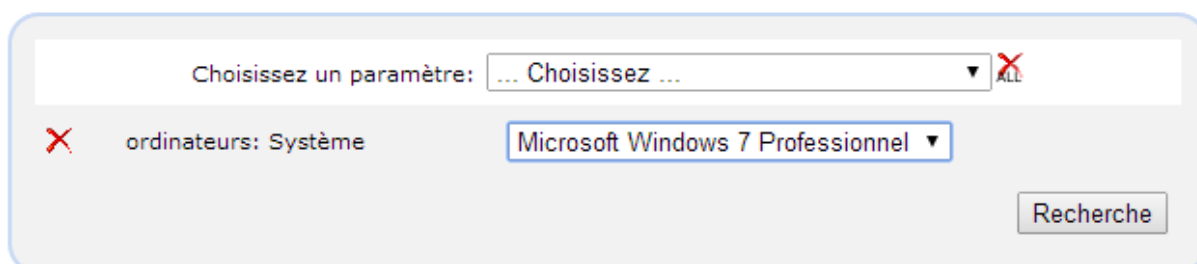 Choisissez un paramètre: ... Choisissez ... ALL
ordinateurs: Système Microsoft Windows 7 Professionnel
Recherche